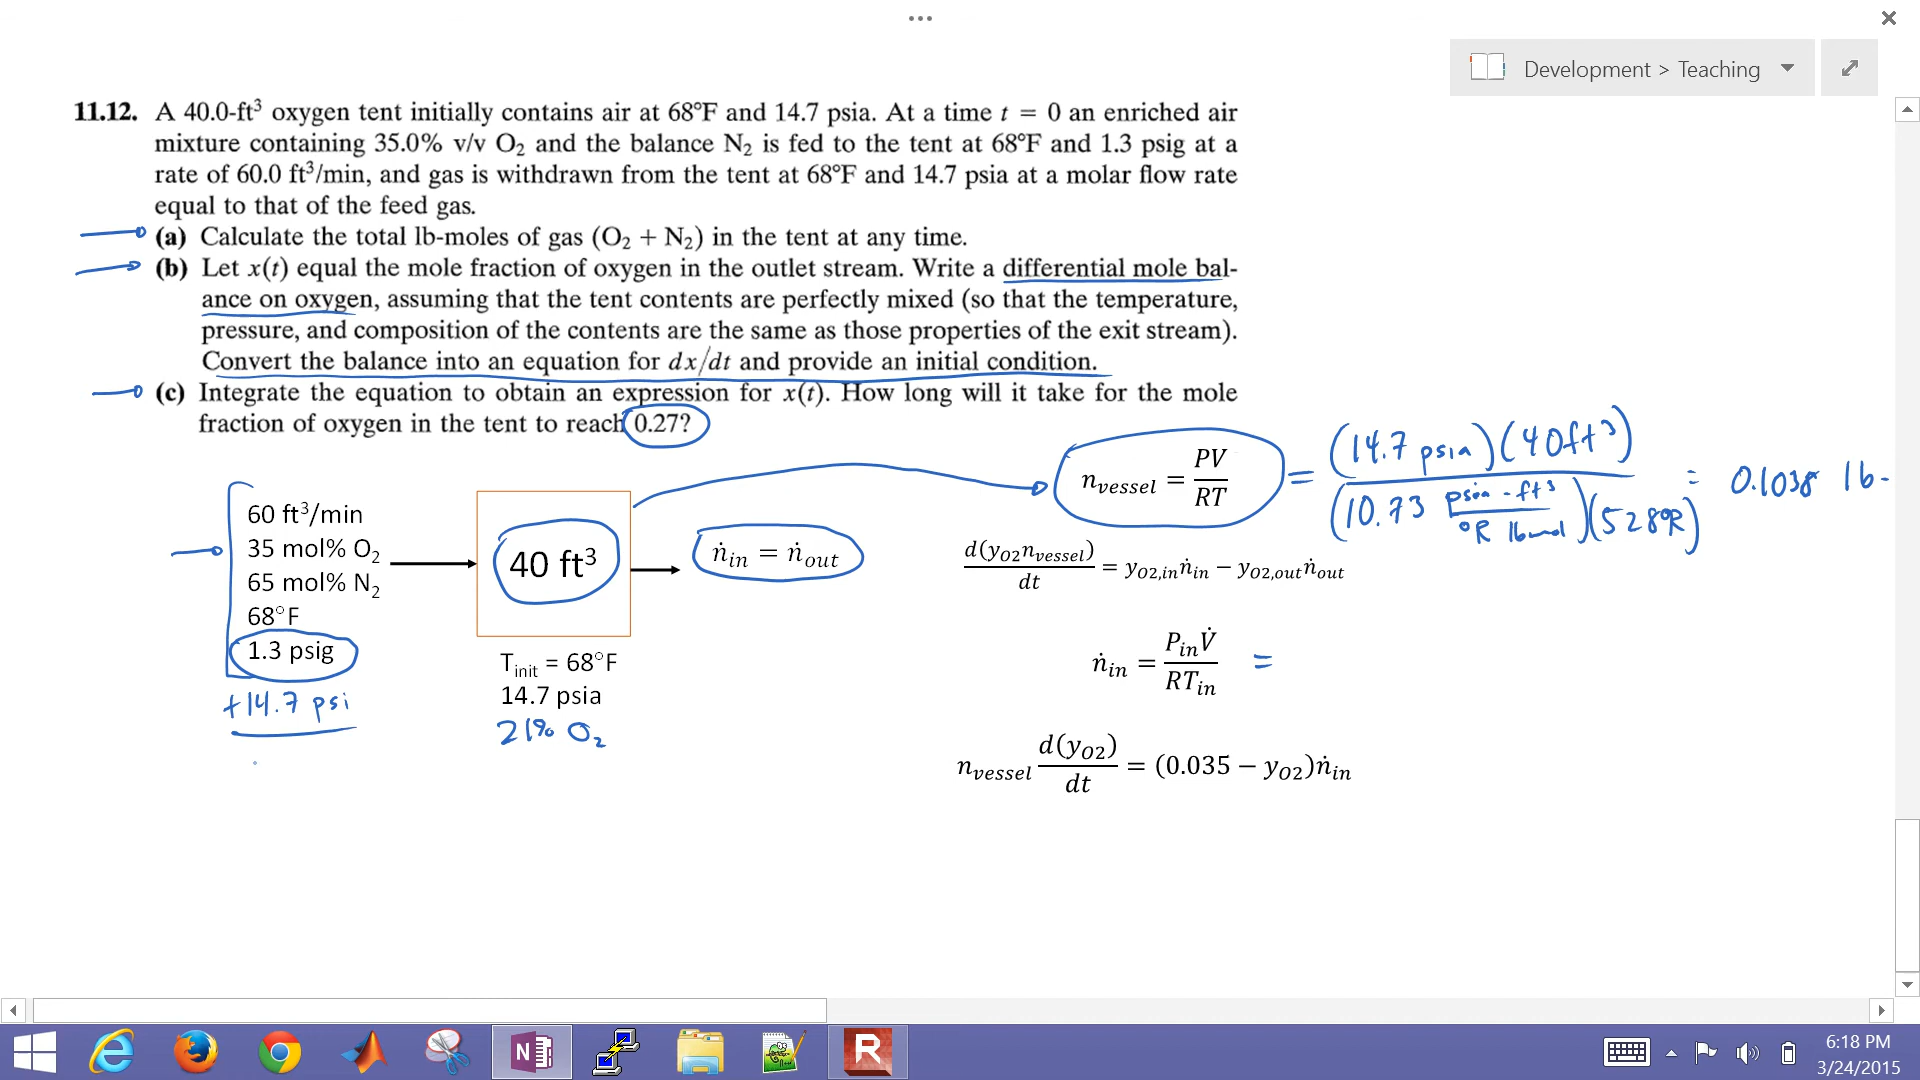 •••
Development > Teaching
11.12. A 40.0-ft³ oxygen tent initially contains air at 68°F and 14.7 psia. At a time t = 0 an enriched air
mixture containing 35.0% v/v O₂ and the balance N₂ is fed to the tent at 68°F and 1.3 psig at a
rate of 60.0 ft³/min, and gas is withdrawn from the tent at 68°F and 14.7 psia at a molar flow rate
equal to that of the feed gas.
(a) Calculate the total lb-moles of gas (O₂ + N₂) in the tent at any time.
(b) Let x(t) equal the mole fraction of oxygen in the outlet stream. Write a differential mole bal-
ance on oxygen, assuming that the tent contents are perfectly mixed (so that the temperature,
pressure, and composition of the contents are the same as those properties of the exit stream).
Convert the balance into an equation for dx/dt and provide an initial condition.
(c) Integrate the equation to obtain an expression for x(t). How long will it take for the mole
fraction of oxygen in the tent to reach 0.27?
60 ft³/min
35 mol% O₂
65 mol% N₂
68°F
1.3 psig
+14.7 psi
40 ft³
T_init = 68°F
14.7 psia
21% O₂
ṅ_in = ṅ_out
n_vessel = PV/RT = (14.7 psia)(40ft³) / (10.73 psia-ft³/°R lbmol)(528°R) = 0.1038 lb-
d(y_O2 n_vessel)/dt = y_O2,in ṅ_in − y_O2,out ṅ_out
ṅ_in = P_in V̇/RT_in =
n_vessel d(y_O2)/dt = (0.035 − y_O2)ṅ_in
N
R
6:18 PM
3/24/2015